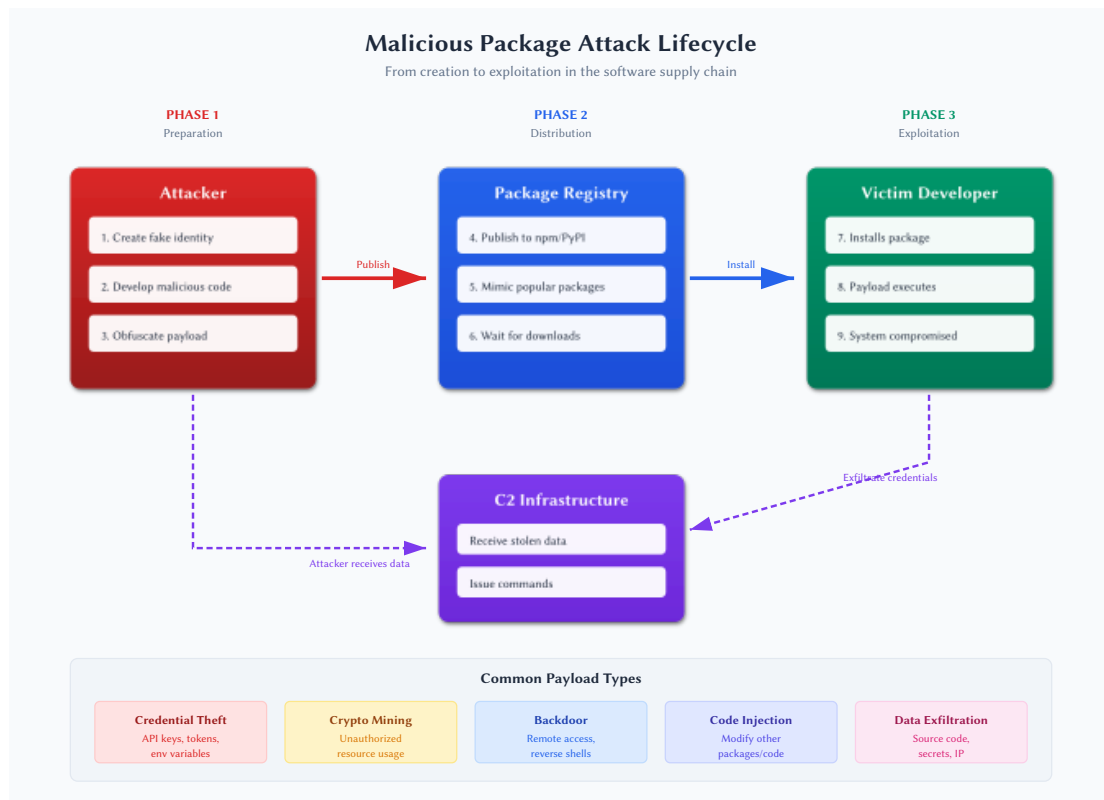 Malicious Package Attack Lifecycle
From creation to exploitation in the software supply chain
PHASE 1
Preparation
PHASE 2
Distribution
PHASE 3
Exploitation
Attacker
1. Create fake identity
2. Develop malicious code
3. Obfuscate payload
Publish
Package Registry
4. Publish to npm/PyPI
5. Mimic popular packages
6. Wait for downloads
Install
Victim Developer
7. Installs package
8. Payload executes
9. System compromised
Exfiltrate credentials
C2 Infrastructure
Receive stolen data
Issue commands
Attacker receives data
Common Payload Types
Credential Theft
API keys, tokens,
env variables
Crypto Mining
Unauthorized
resource usage
Backdoor
Remote access,
reverse shells
Code Injection
Modify other
packages/code
Data Exfiltration
Source code,
secrets, IP